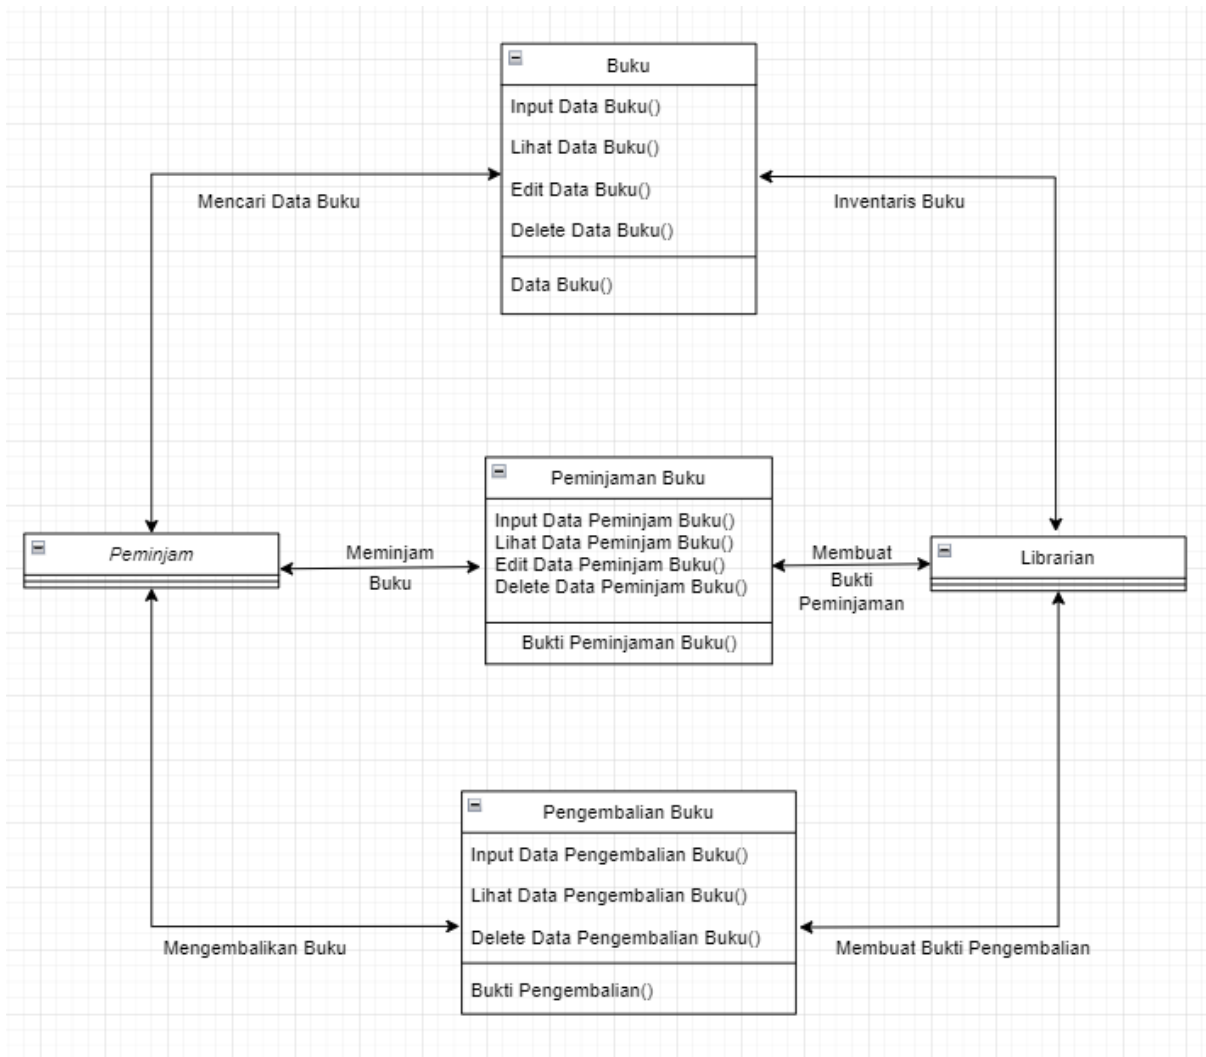 Buku
Input Data Buku()
Lihat Data Buku()
Edit Data Buku()
Delete Data Buku()
Data Buku()
Mencari Data Buku
Inventaris Buku
Peminjam
Meminjam
Buku
Peminjaman Buku
Input Data Peminjam Buku()
Lihat Data Peminjam Buku()
Edit Data Peminjam Buku()
Delete Data Peminjam Buku()
Bukti Peminjaman Buku()
Membuat
Bukti
Peminjaman
Librarian
Pengembalian Buku
Input Data Pengembalian Buku()
Lihat Data Pengembalian Buku()
Delete Data Pengembalian Buku()
Bukti Pengembalian()
Mengembalikan Buku
Membuat Bukti Pengembalian